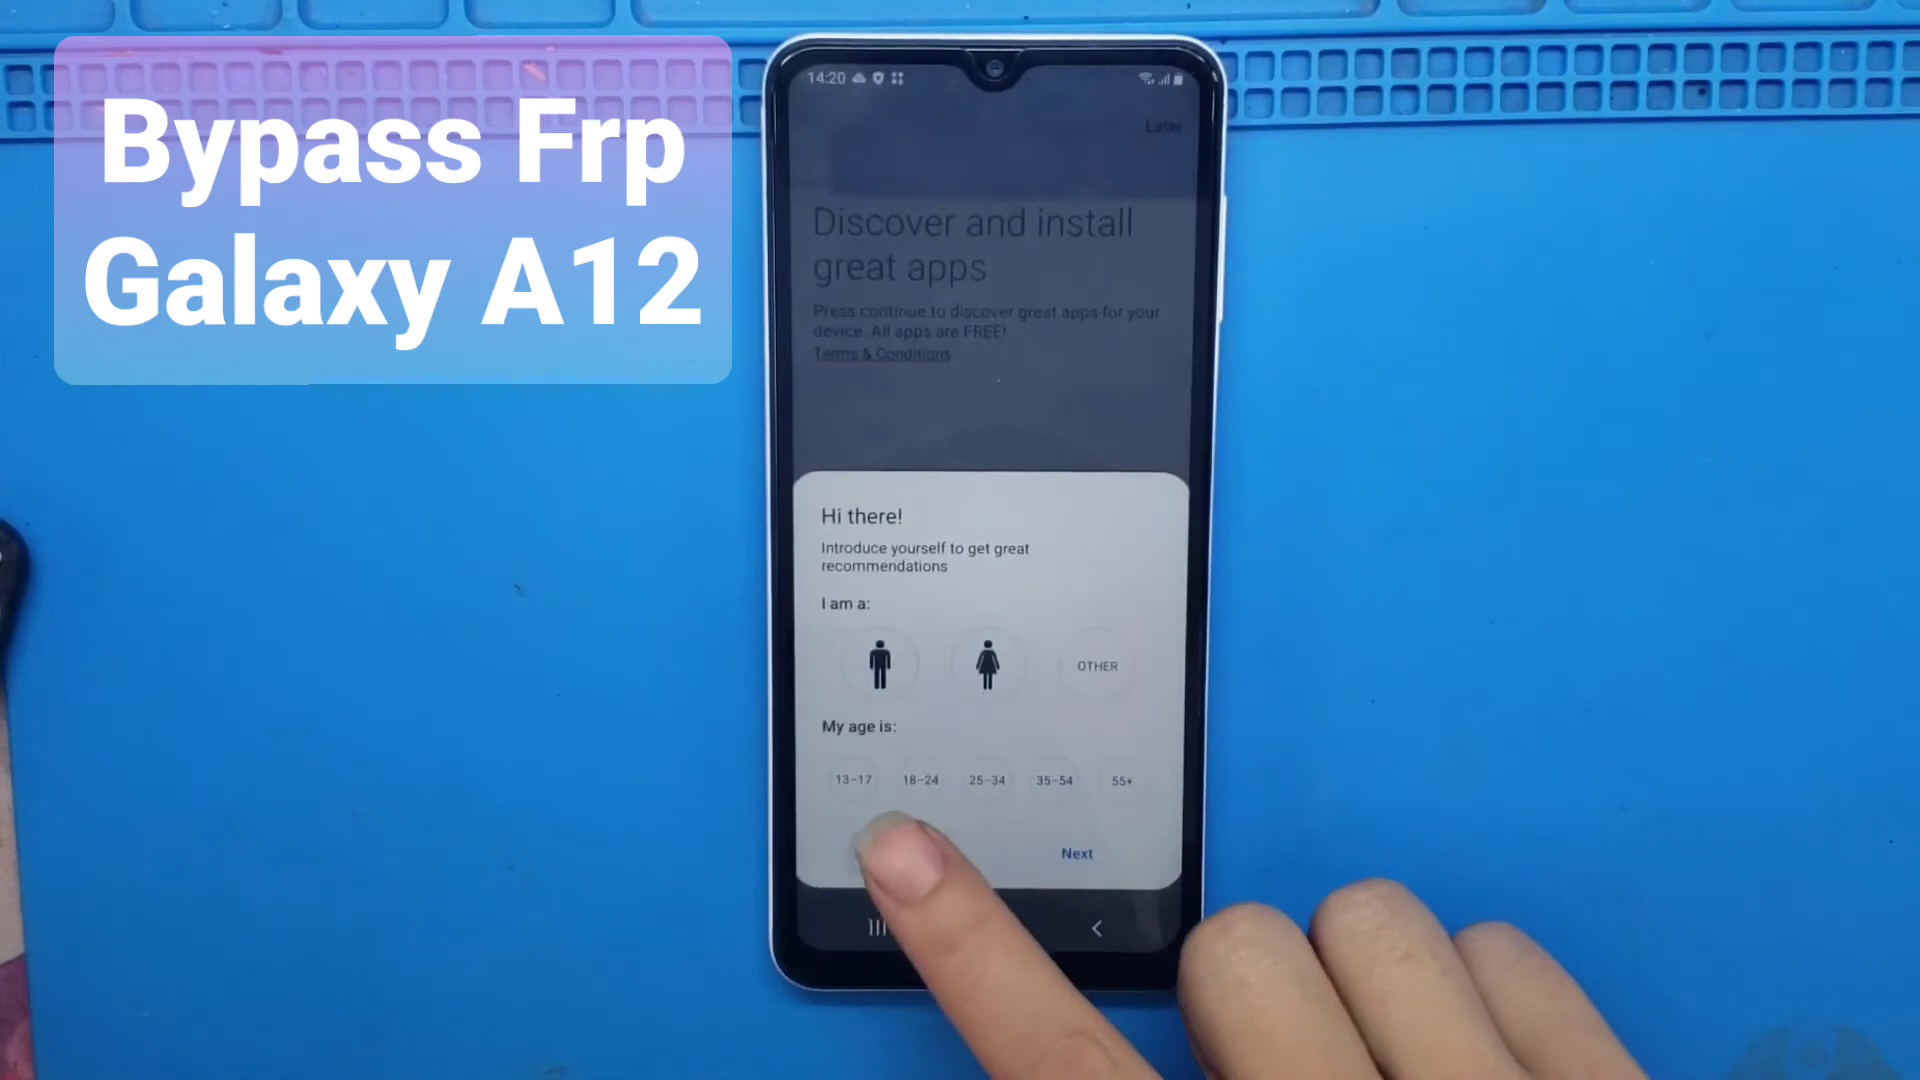 Bypass Frp
Galaxy A12
14:20
Later
Discover and install
great apps
Press continue to discover great apps for your
device. All apps are FREE!
Terms & Conditions
Hi there!
Introduce yourself to get great
recommendations
I am a:
OTHER
My age is:
13-17 18-24 25-34 35-54 55+
Next